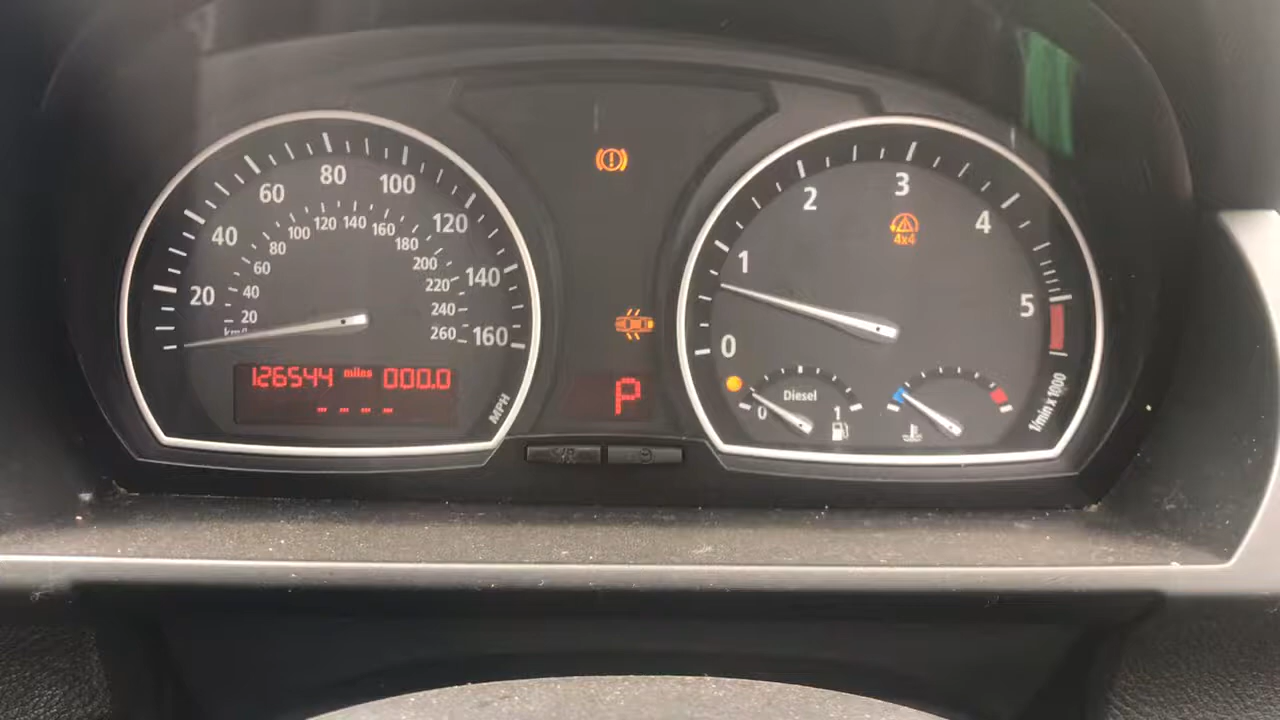 20 40 60 80 100 120 140 160
20 40 60 80 100 120 140 160 180 200 220 240 260
km/h
MPH
126544 miles 000.0
P
4x4
0 1 2 3 4 5
1/min x 1000
Diesel
0 1